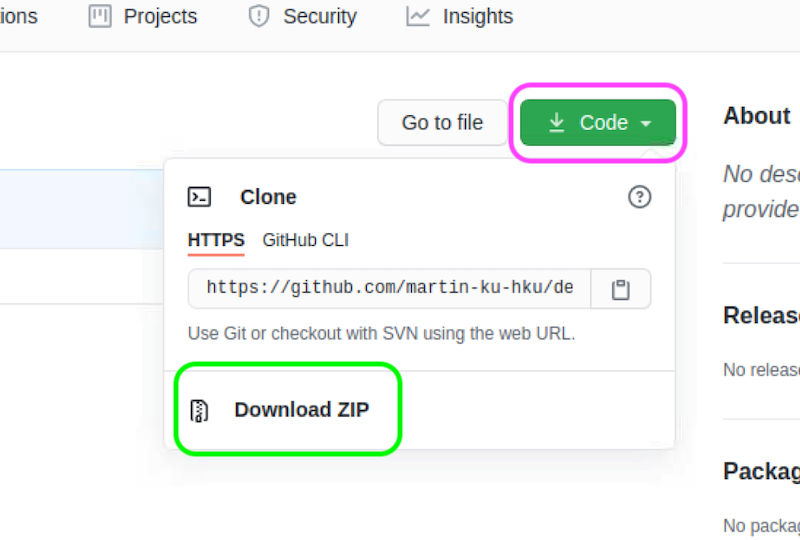 ions Projects Security Insights
Go to file Code
About
No desc
provide
Clone
HTTPS GitHub CLI
https://github.com/martin-ku-hku/de
Use Git or checkout with SVN using the web URL.
Download ZIP
Releas
No release
Packag
No packag